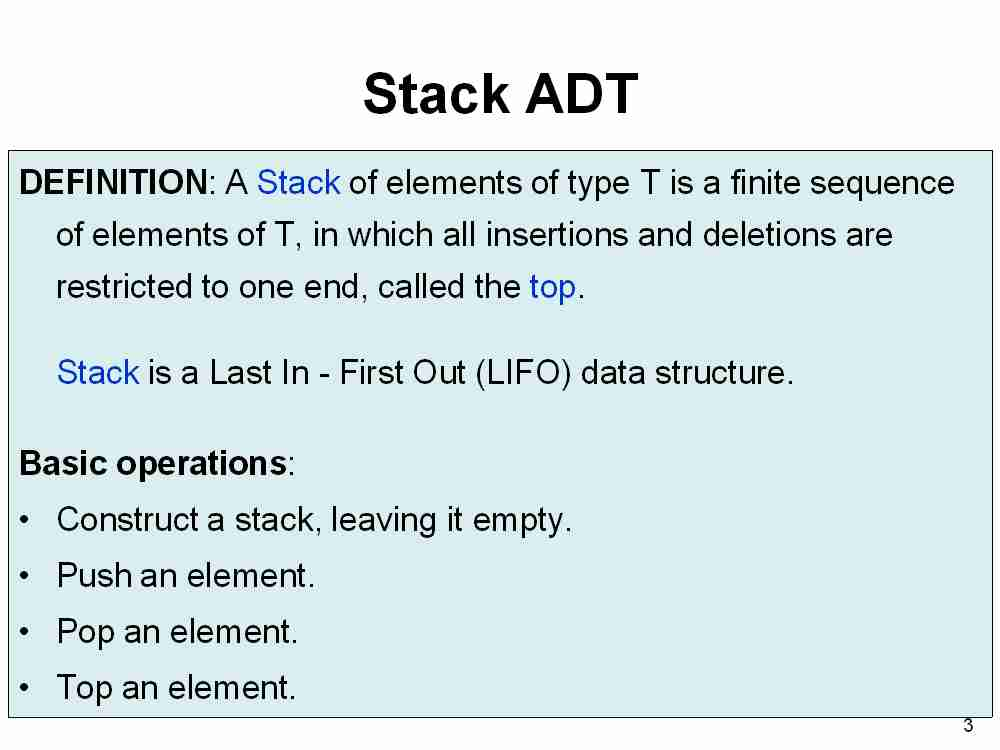 Stack ADT
DEFINITION: A Stack of elements of type T is a finite sequence
of elements of T, in which all insertions and deletions are
restricted to one end, called the top.
Stack is a Last In - First Out (LIFO) data structure.
Basic operations:
• Construct a stack, leaving it empty.
• Push an element.
• Pop an element.
• Top an element.
3